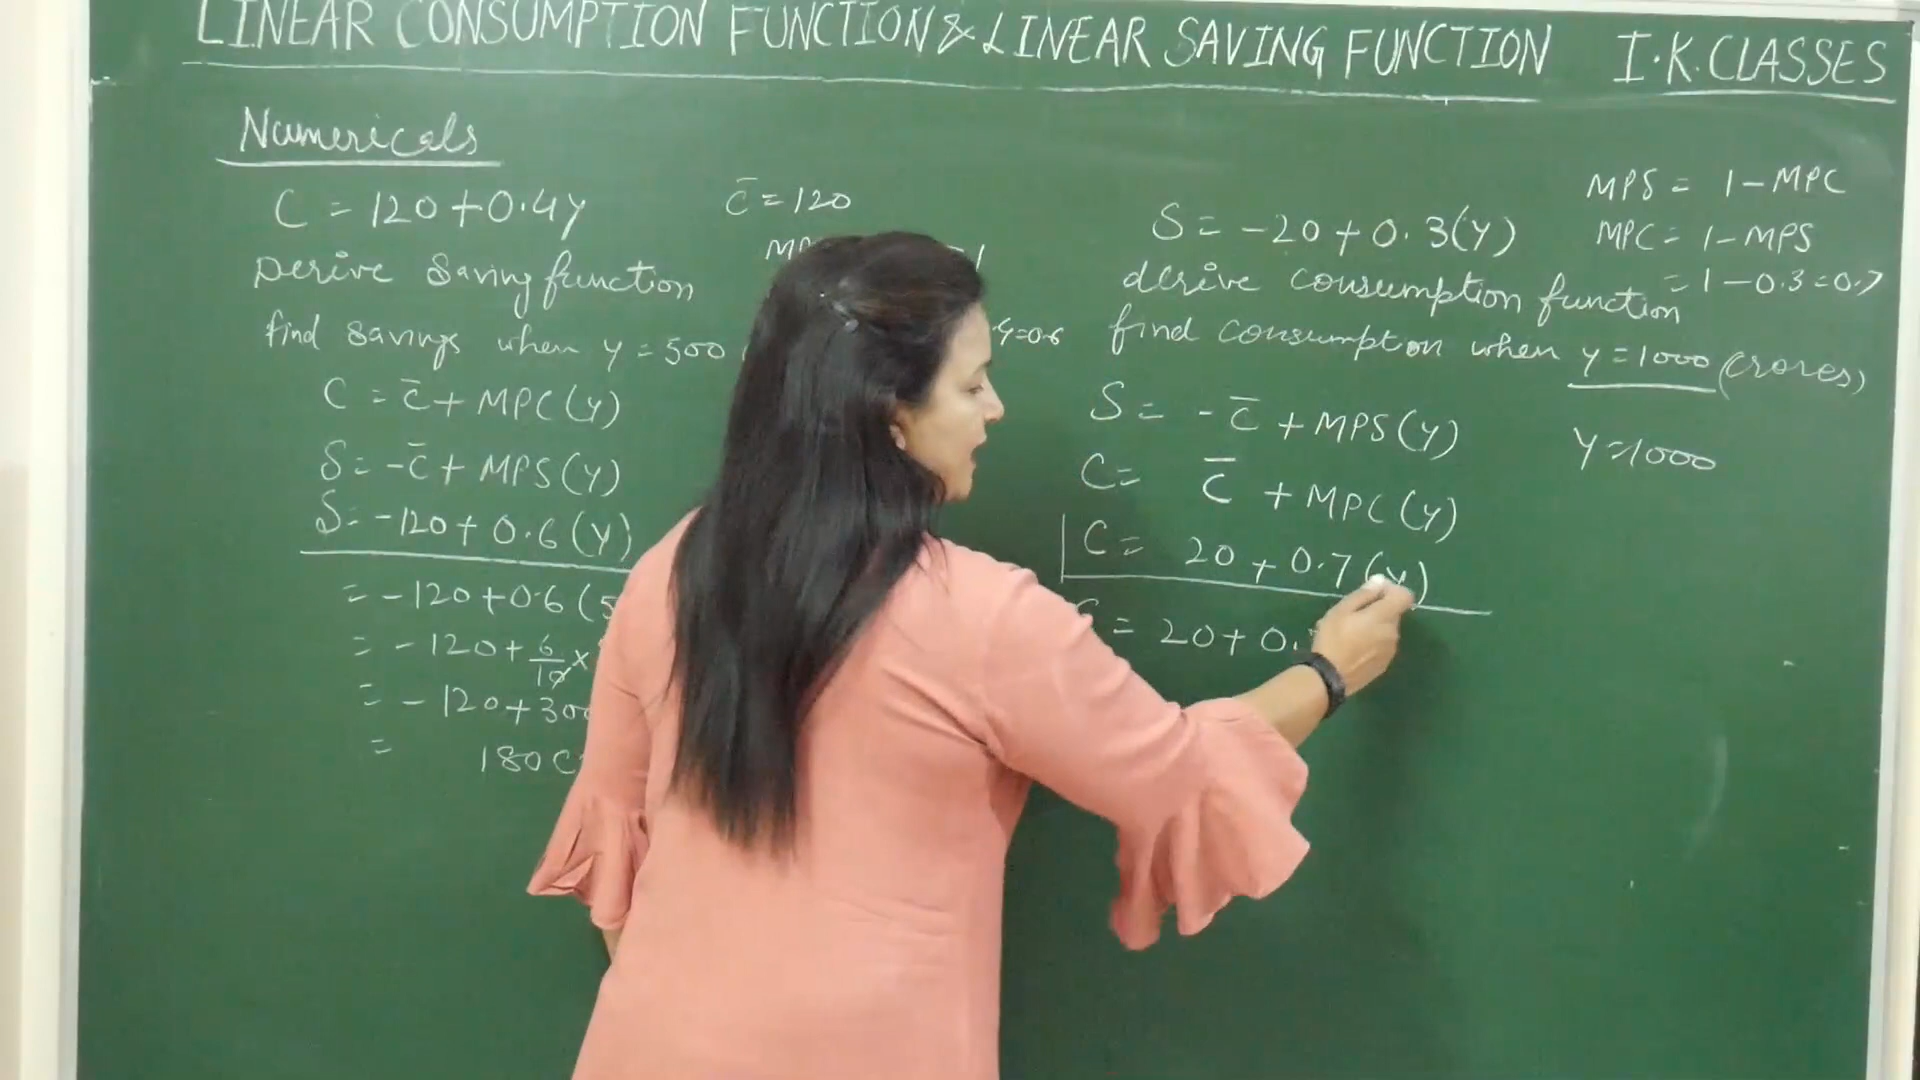 LINEAR CONSUMPTION FUNCTION & LINEAR SAVING FUNCTION I.K.CLASSES
Numericals
C = 120 + 0.4y
Derive Saving function
find savings when y = 500
C = c̄ + MPC(y)
S = -c̄ + MPS(y)
S = -120 + 0.6(y)
= -120 + 0.6(5
= -120 + 6/10 ×
= -120 + 300
= 180 C
c̄ = 120
=0.6
S = -20 + 0.3(y)
derive consumption function
find consumption when y = 1000 (crores)
S = -c̄ + MPS(y)
C = c̄ + MPC(y)
C = 20 + 0.7(y)
= 20 + 0.
MPS = 1 - MPC
MPC = 1 - MPS
= 1 - 0.3 = 0.7
Y = 1000